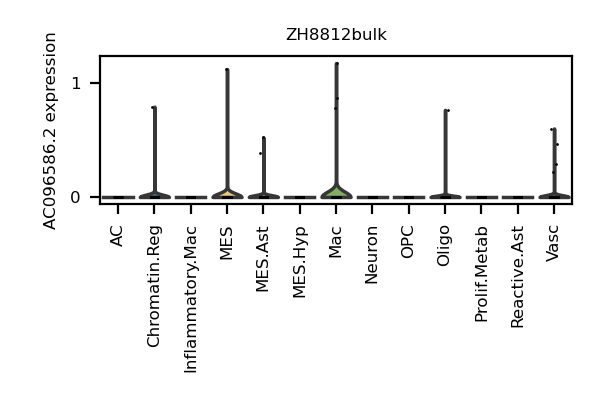 ZH8812bulk
AC096586.2 expression
1
0
AC
Chromatin.Reg
Inflammatory.Mac
MES
MES.Ast
MES.Hyp
Mac
Neuron
OPC
Oligo
Prolif.Metab
Reactive.Ast
Vasc